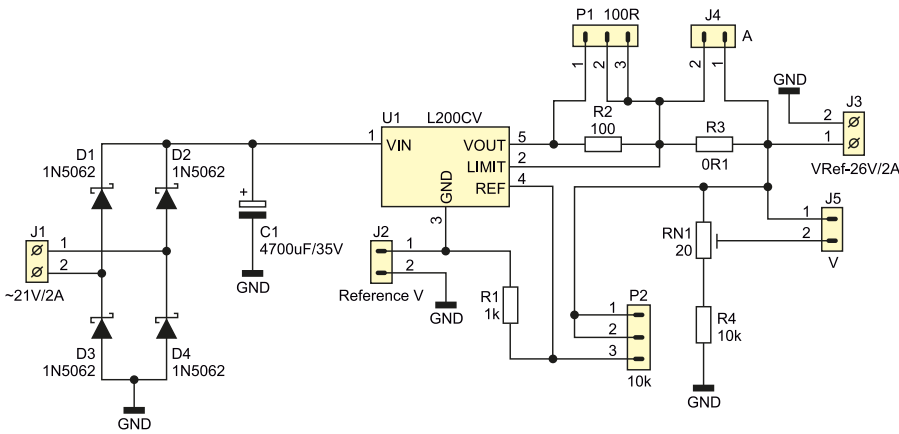 P1 100R
1
2
3
J4
A
2
1
GND
J3
2
1
VRef-26V/2A
U1 L200CV
1
VIN
VOUT
5
LIMIT
2
REF
4
GND
3
R2
100
R3
0R1
D1
1N5062
D2
1N5062
+
C1
4700uF/35V
GND
J1
1
2
~21V/2A
D3
1N5062
D4
1N5062
GND
J2
1
2
Reference V
GND
R1
1k
P2
1
2
3
10k
RN1
20
J5
1
2
V
R4
10k
GND